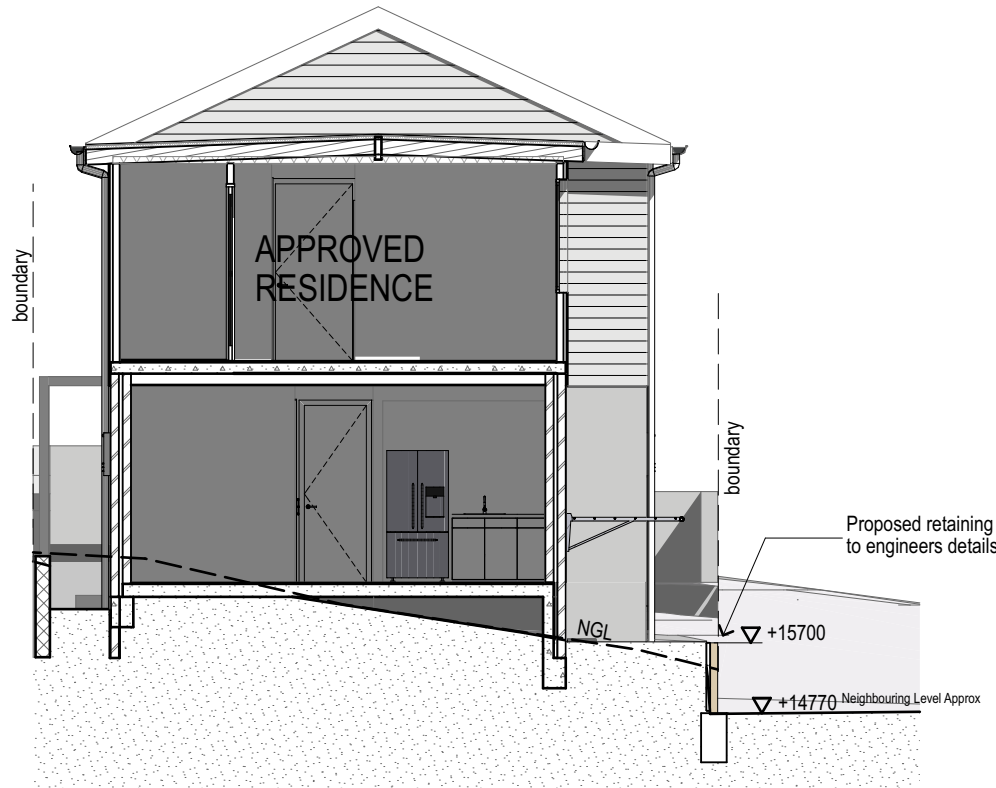 APPROVED
RESIDENCE
boundary
boundary
Proposed retaining
to engineers details
NGL
+15700
+14770 Neighbouring Level Approx